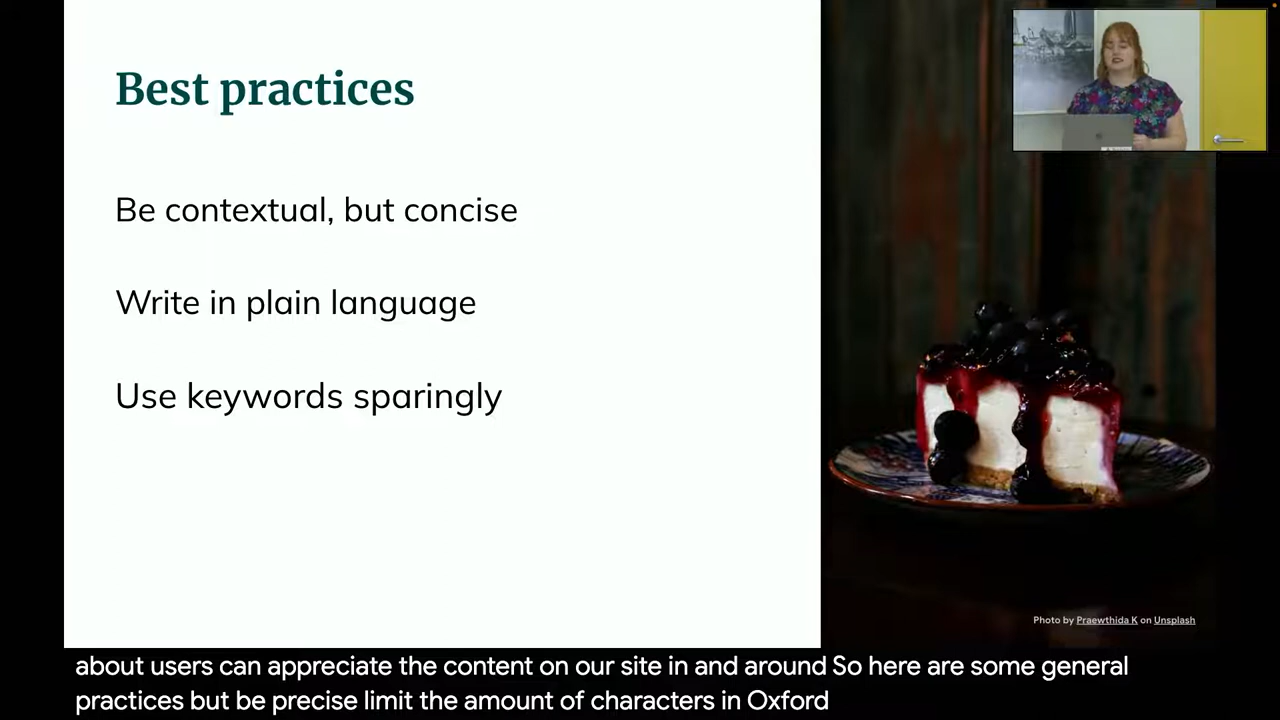 Best practices
Be contextual, but concise
Write in plain language
Use keywords sparingly
Photo by Praewthida K on Unsplash
about users can appreciate the content on our site in and around So here are some general
practices but be precise limit the amount of characters in Oxford